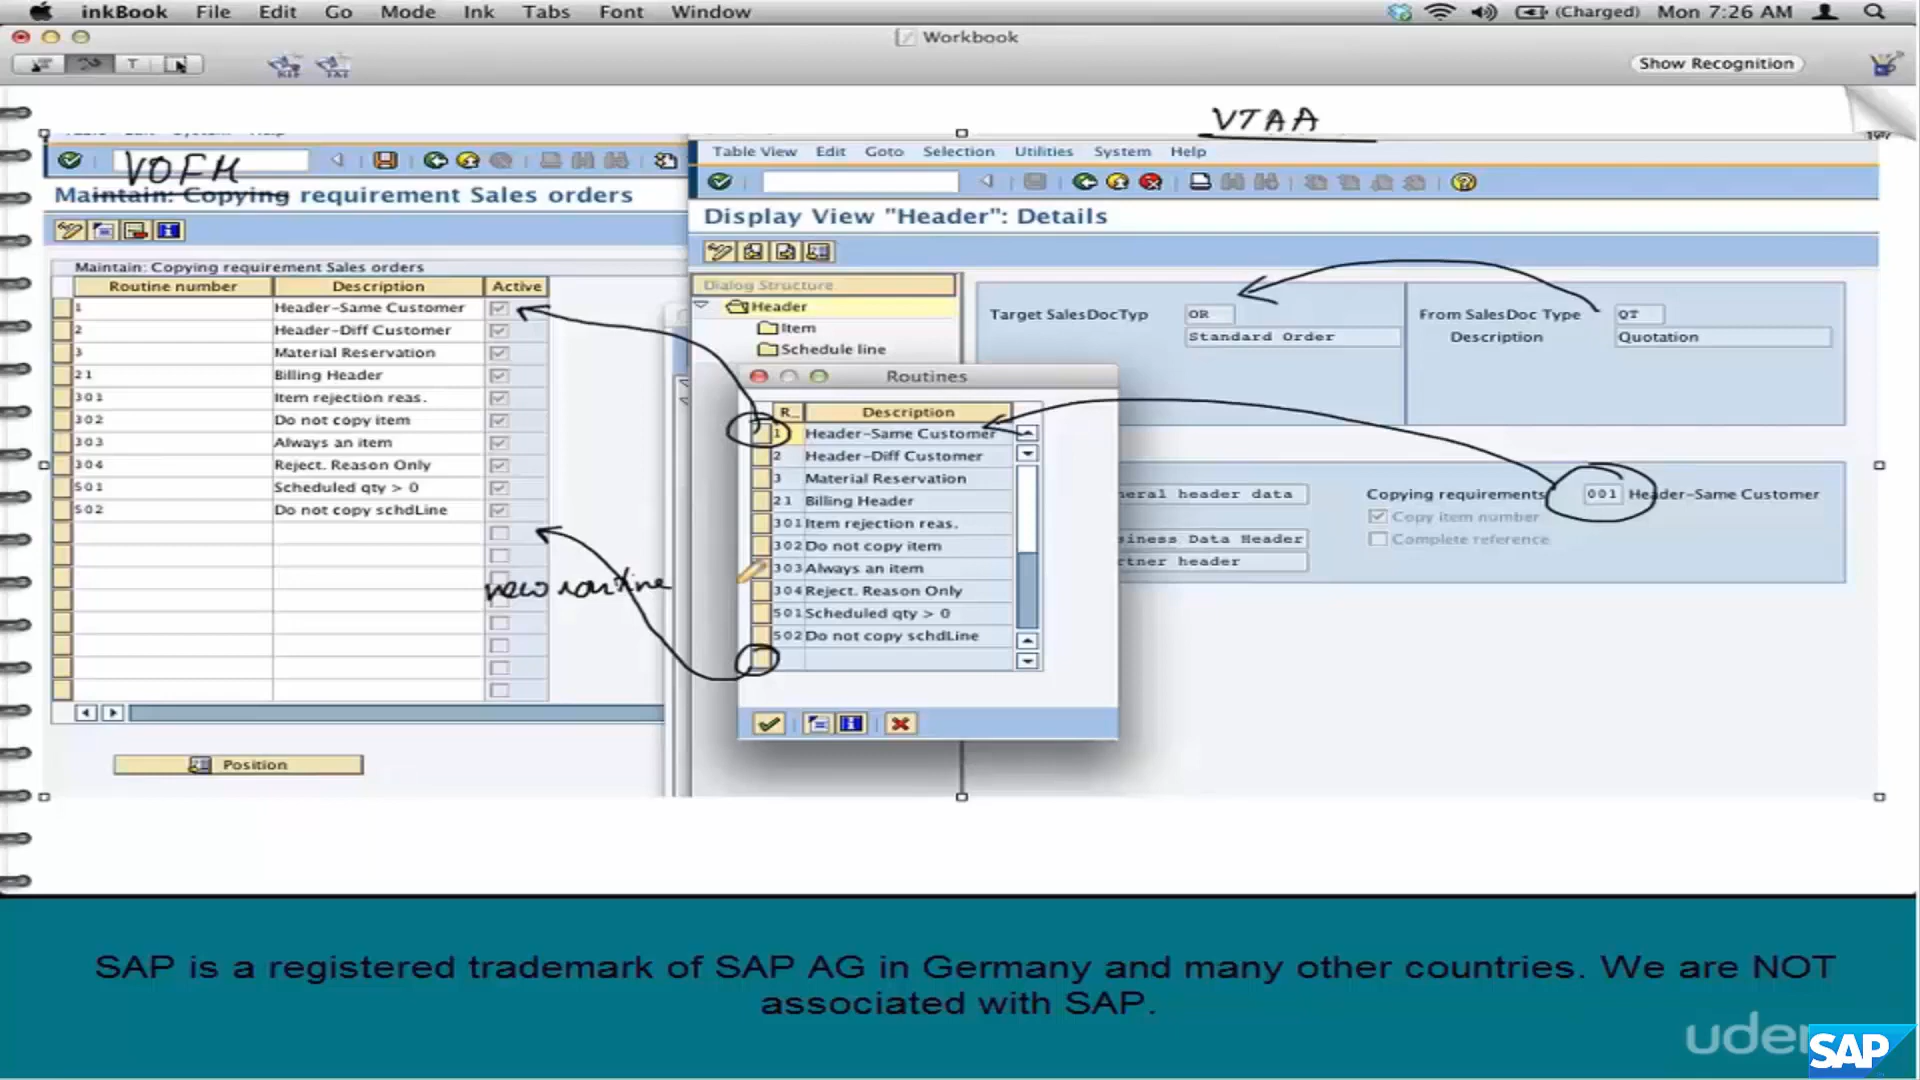 inkBook File Edit Go Mode Ink Tabs Font Window (Charged) Mon 7:26 AM
Workbook
T Show Recognition
VTAA
VOFM
Maintain: Copying requirement Sales orders
Maintain: Copying requirement Sales orders
Routine number Description Active
1 Header-Same Customer
2 Header-Diff Customer
3 Material Reservation
21 Billing Header
301 Item rejection reas.
302 Do not copy item
303 Always an item
304 Reject. Reason Only
501 Scheduled qty > 0
502 Do not copy schdLine
new routine
Position
Table View Edit Goto Selection Utilities System Help
Display View "Header": Details
Dialog Structure
Header
Item
Schedule line
Target SalesDocTyp OR
Standard Order
From SalesDoc Type QT
Description Quotation
Routines
R.. Description
1 Header-Same Customer
2 Header-Diff Customer
3 Material Reservation
21 Billing Header
301 Item rejection reas.
302 Do not copy item
303 Always an item
304 Reject. Reason Only
501 Scheduled qty > 0
502 Do not copy schdLine
header data
Copying requirements 001 Header-Same Customer
Copy item number
Data Header
Complete reference
header
SAP is a registered trademark of SAP AG in Germany and many other countries. We are NOT
associated with SAP.
SAP